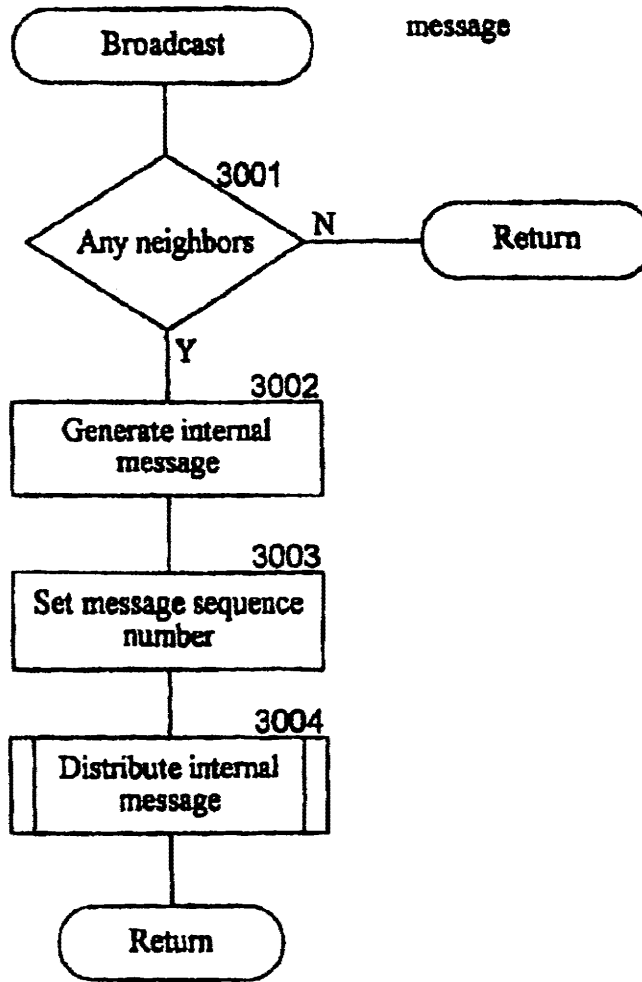 Broadcast
message
3001
Any neighbors
N
Return
Y
3002
Generate internal
message
3003
Set message sequence
number
3004
Distribute internal
message
Return